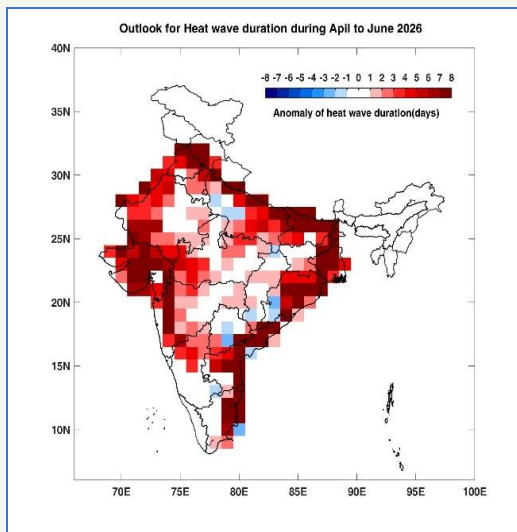 Outlook for Heat wave duration during Apil to June 2026
40N
-8 -7 -6 -5 -4 -3 -2 -1 1 2 3 4 5 6 7 8
Anomaly of heat wave duration(days)
35N
30N
25N
20N
15N
10N
70E 75E 80E 85E 90E 95E 100E